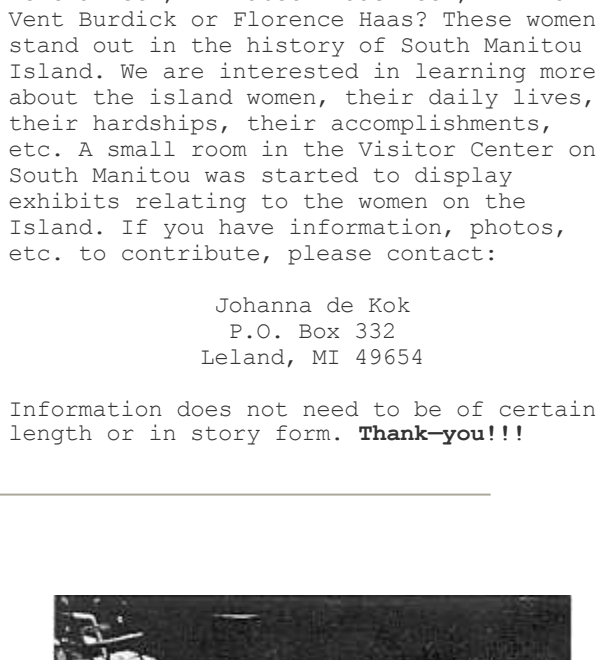 Vent Burdick or Florence Haas? These women
stand out in the history of South Manitou
Island. We are interested in learning more
about the island women, their daily lives,
their hardships, their accomplishments,
etc. A small room in the Visitor Center on
South Manitou was started to display
exhibits relating to the women on the
Island. If you have information, photos,
etc. to contribute, please contact:
Johanna de Kok
P.O. Box 332
Leland, MI 49654
Information does not need to be of certain
length or in story form. Thank—you!!!